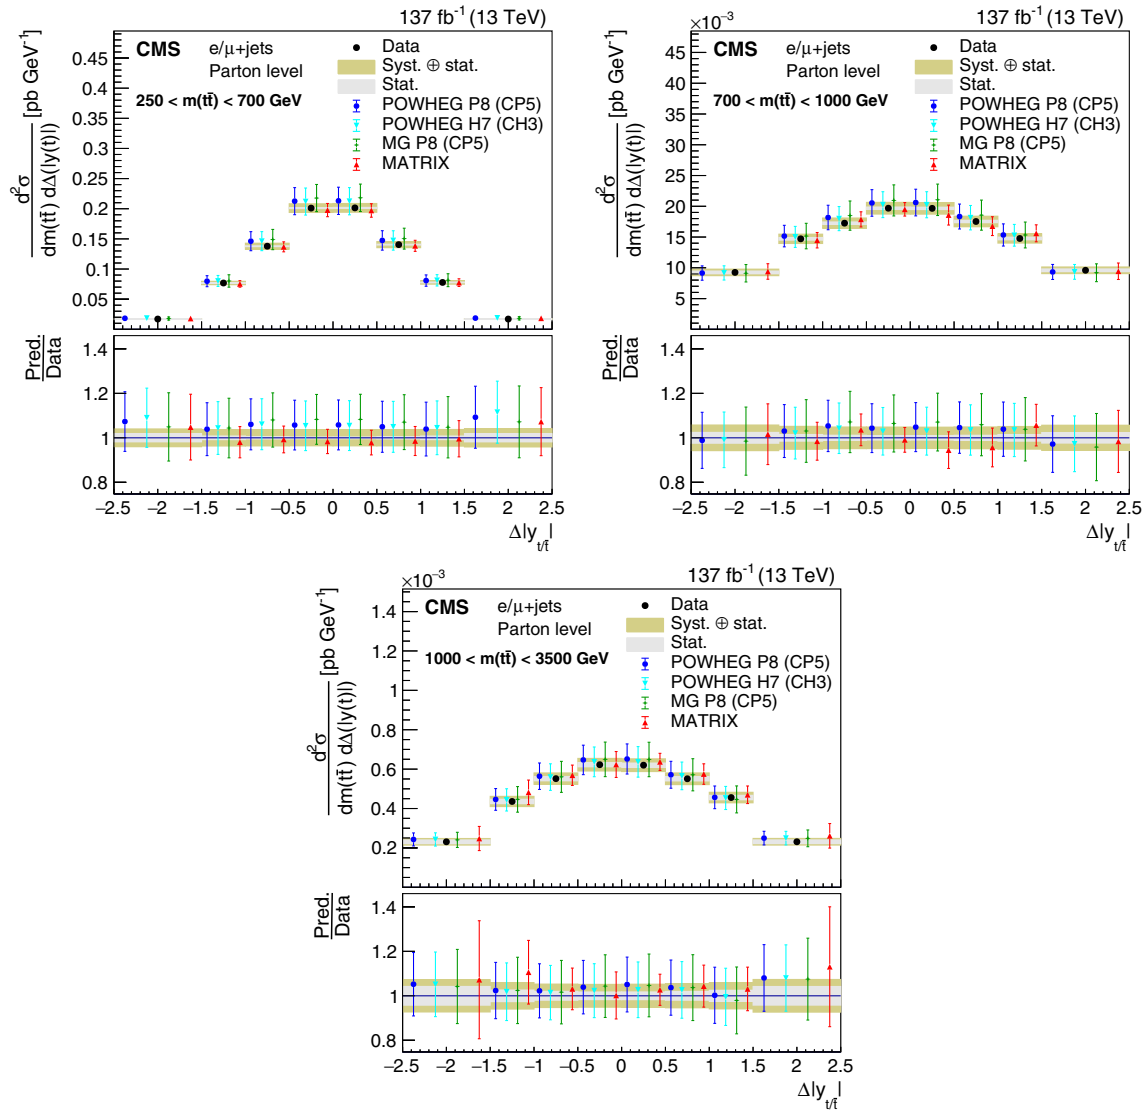 137 fb⁻¹ (13 TeV)
CMS e/μ+jets
Parton level
250 < m(tt̄) < 700 GeV
Data
Syst. ⊕ stat.
Stat.
POWHEG P8 (CP5)
POWHEG H7 (CH3)
MG P8 (CP5)
MATRIX
d²σ / dm(tt̄) dΔ(|y(t)|) [pb GeV⁻¹]
0.45
0.4
0.35
0.3
0.25
0.2
0.15
0.1
0.05
Pred. / Data
1.4
1.2
1
0.8
−2.5 −2 −1.5 −1 −0.5 0 0.5 1 1.5 2 2.5
Δ|y_{t/t̄}|
×10⁻³ 137 fb⁻¹ (13 TeV)
CMS e/μ+jets
Parton level
700 < m(tt̄) < 1000 GeV
Data
Syst. ⊕ stat.
Stat.
POWHEG P8 (CP5)
POWHEG H7 (CH3)
MG P8 (CP5)
MATRIX
d²σ / dm(tt̄) dΔ(|y(t)|) [pb GeV⁻¹]
45
40
35
30
25
20
15
10
5
Pred. / Data
1.4
1.2
1
0.8
−2.5 −2 −1.5 −1 −0.5 0 0.5 1 1.5 2 2.5
Δ|y_{t/t̄}|
×10⁻³ 137 fb⁻¹ (13 TeV)
CMS e/μ+jets
Parton level
1000 < m(tt̄) < 3500 GeV
Data
Syst. ⊕ stat.
Stat.
POWHEG P8 (CP5)
POWHEG H7 (CH3)
MG P8 (CP5)
MATRIX
d²σ / dm(tt̄) dΔ(|y(t)|) [pb GeV⁻¹]
1.4
1.2
1
0.8
0.6
0.4
0.2
Pred. / Data
1.4
1.2
1
0.8
−2.5 −2 −1.5 −1 −0.5 0 0.5 1 1.5 2 2.5
Δ|y_{t/t̄}|